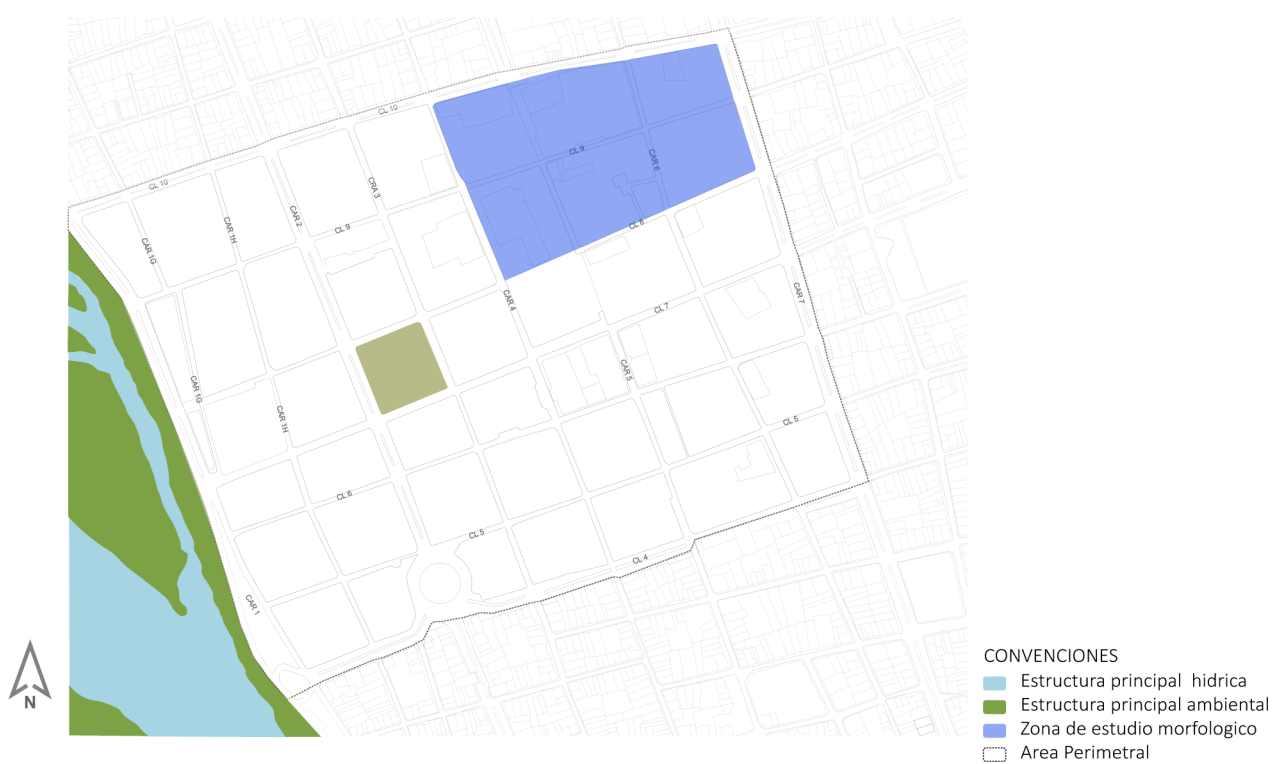 CL 10
CL 9
CAR 6
CL 10
CRA 3
CAR 2
CAR 1H
CAR 1G
CL 9
CL 8
CAR 4
CL 7
CAR 7
CAR 5
CAR 1G
CAR 1H
CL 5
CL 6
CL 5
CL 4
CAR 1
N
CONVENCIONES
Estructura principal hidrica
Estructura principal ambiental
Zona de estudio morfologico
Area Perimetral